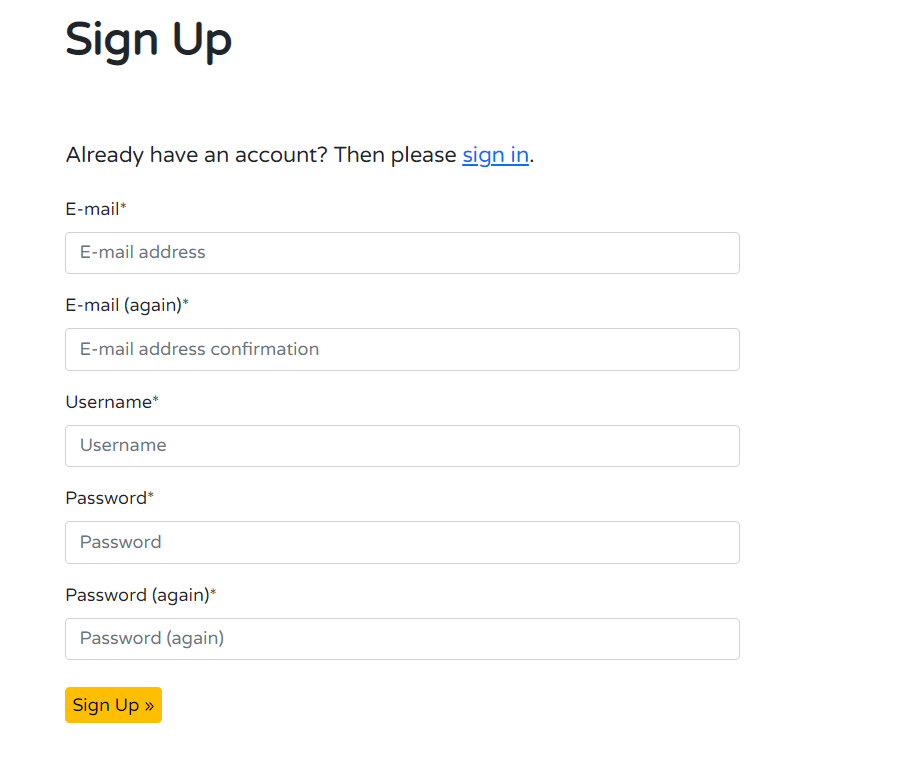 Sign Up
Already have an account? Then please sign in.
E-mail*
E-mail address
E-mail (again)*
E-mail address confirmation
Username*
Username
Password*
Password
Password (again)*
Password (again)
Sign Up »